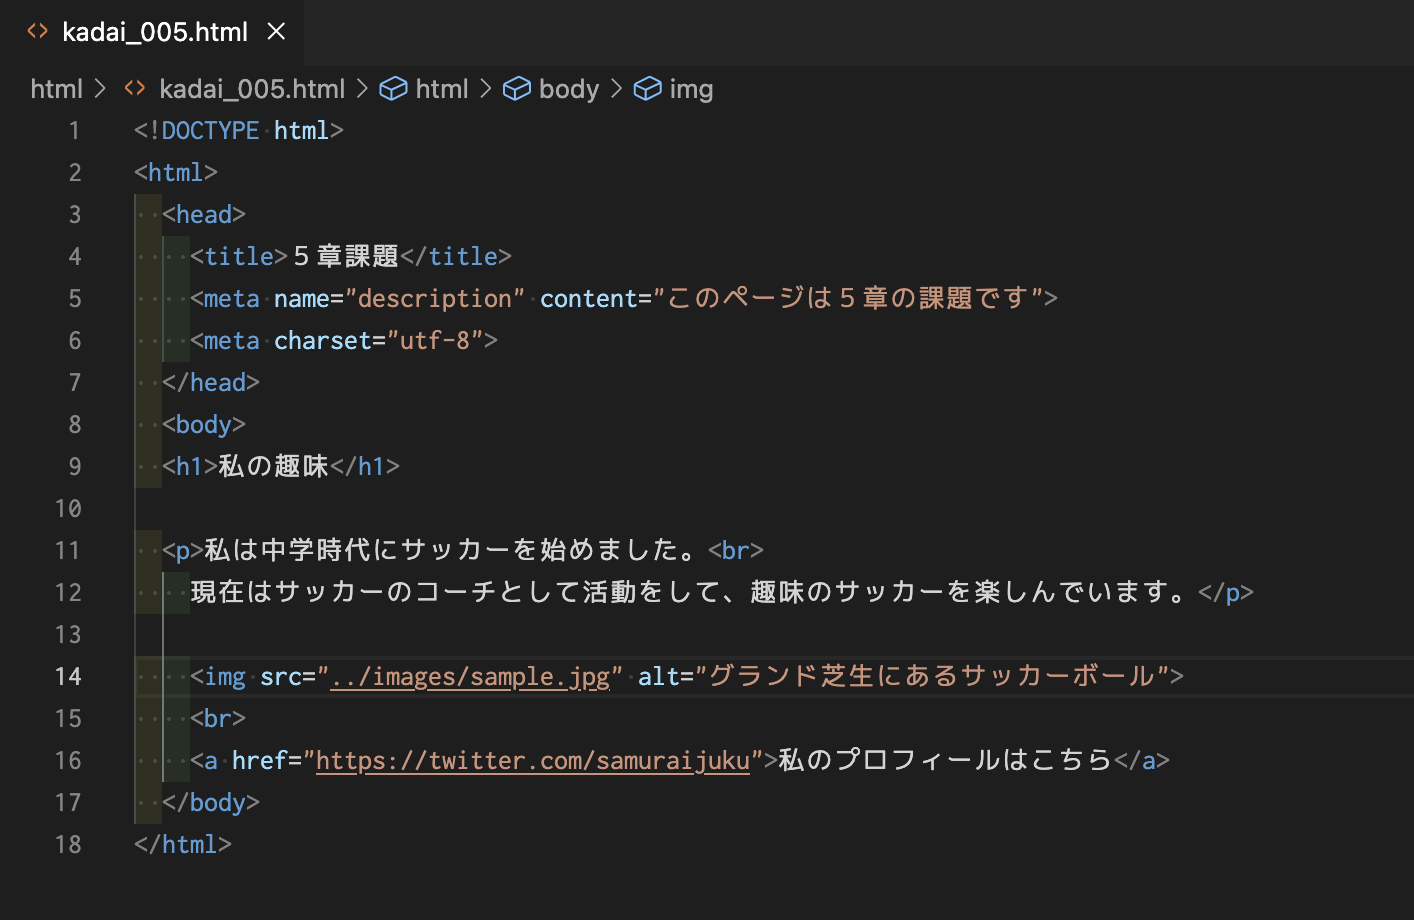 kadai_005.html
html > kadai_005.html > html > body > img
1 <!DOCTYPE html>
2 <html>
3   <head>
4     <title>５章課題</title>
5     <meta name="description" content="このページは５章の課題です">
6     <meta charset="utf-8">
7   </head>
8   <body>
9   <h1>私の趣味</h1>
10
11   <p>私は中学時代にサッカーを始めました。<br>
12     現在はサッカーのコーチとして活動をして、趣味のサッカーを楽しんでいます。</p>
13
14     <img src="../images/sample.jpg" alt="グランド芝生にあるサッカーボール">
15     <br>
16     <a href="https://twitter.com/samuraijuku">私のプロフィールはこちら</a>
17   </body>
18 </html>